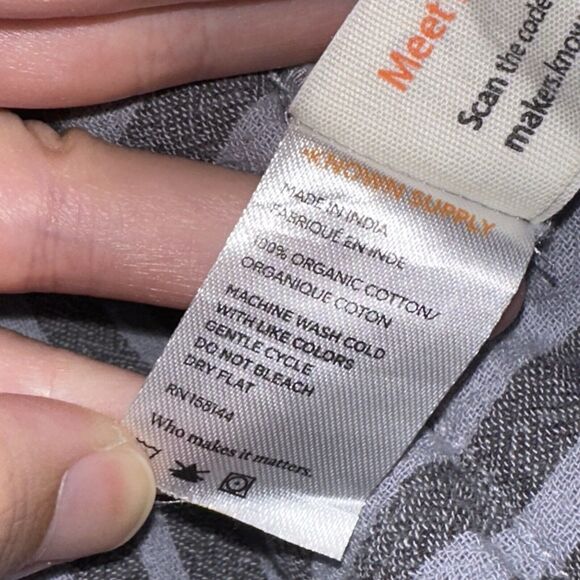 Meet
Scan the code
makers.know
KNOWN SUPPLY
MADE IN INDIA
FABRIQUÉ EN INDE
100% ORGANIC COTTON/
ORGANIQUE COTON
MACHINE WASH COLD
WITH LIKE COLORS
GENTLE CYCLE
DO NOT BLEACH
DRY FLAT
RN 158144
Who makes it matters.